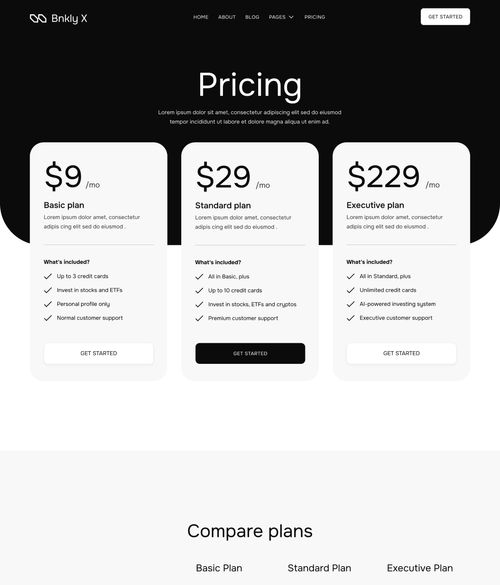 Bnkly X
HOME ABOUT BLOG PAGES PRICING
GET STARTED
Pricing
Lorem ipsum dolor sit amet, consectetur adipiscing elit sed do eiusmod
tempor incididunt ut labore et dolore magna aliqua ut enim ad.
$9 /mo
Basic plan
Lorem ipsum dolor amet, consectetur
adipis cing elit sed do eiusmod .
What's included?
Up to 3 credit cards
Invest in stocks and ETFs
Personal profile only
Normal customer support
GET STARTED
$29 /mo
Standard plan
Lorem ipsum dolor amet, consectetur
adipis cing elit sed do eiusmod .
What's included?
All in Basic, plus
Up to 10 credit cards
Invest in stocks, ETFs and cryptos
Premium customer support
GET STARTED
$229 /mo
Executive plan
Lorem ipsum dolor amet, consectetur
adipis cing elit sed do eiusmod .
What's included?
All in Standard, plus
Unlimited credit cards
AI-powered investing system
Executive customer support
GET STARTED
Compare plans
Basic Plan Standard Plan Executive Plan